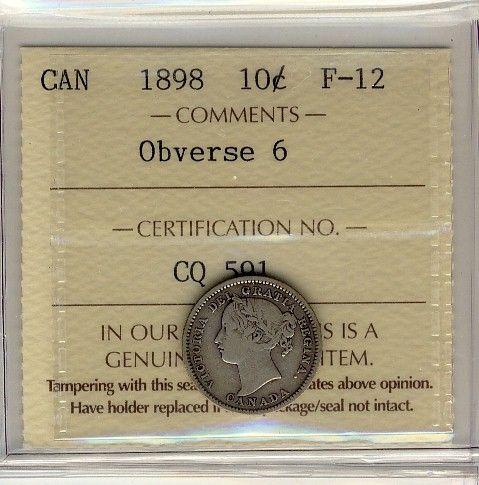 CAN 1898 10¢ F-12
— COMMENTS —
Obverse 6
— CERTIFICATION NO. —
CQ 591
IN OUR S IS A
GENUIN ITEM.
Tampering with this sea ates above opinion.
Have holder replaced i kage/seal not intact.
VICTORIA DEI GRATIA REGINA
CANADA